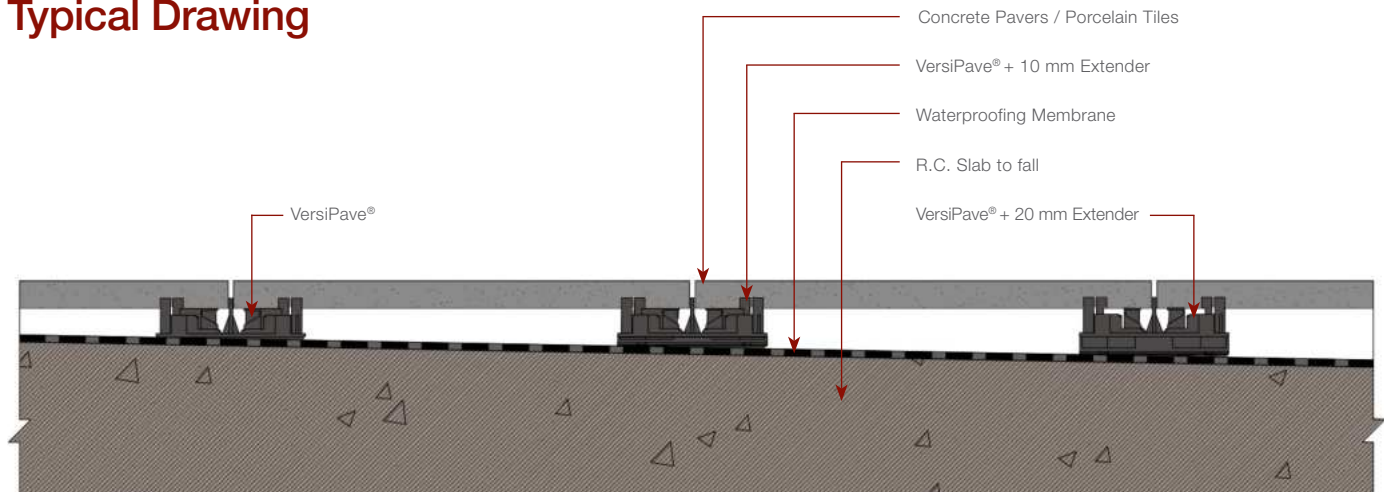 Typical Drawing
Concrete Pavers / Porcelain Tiles
VersiPave® + 10 mm Extender
Waterproofing Membrane
R.C. Slab to fall
VersiPave®
VersiPave® + 20 mm Extender